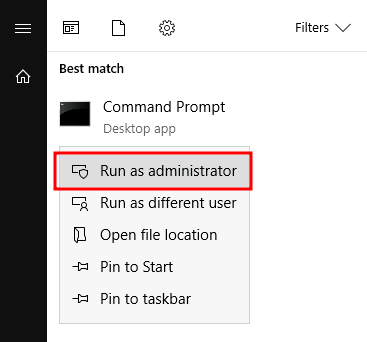 Filters
Best match
Command Prompt
Desktop app
Run as administrator
Run as different user
Open file location
Pin to Start
Pin to taskbar